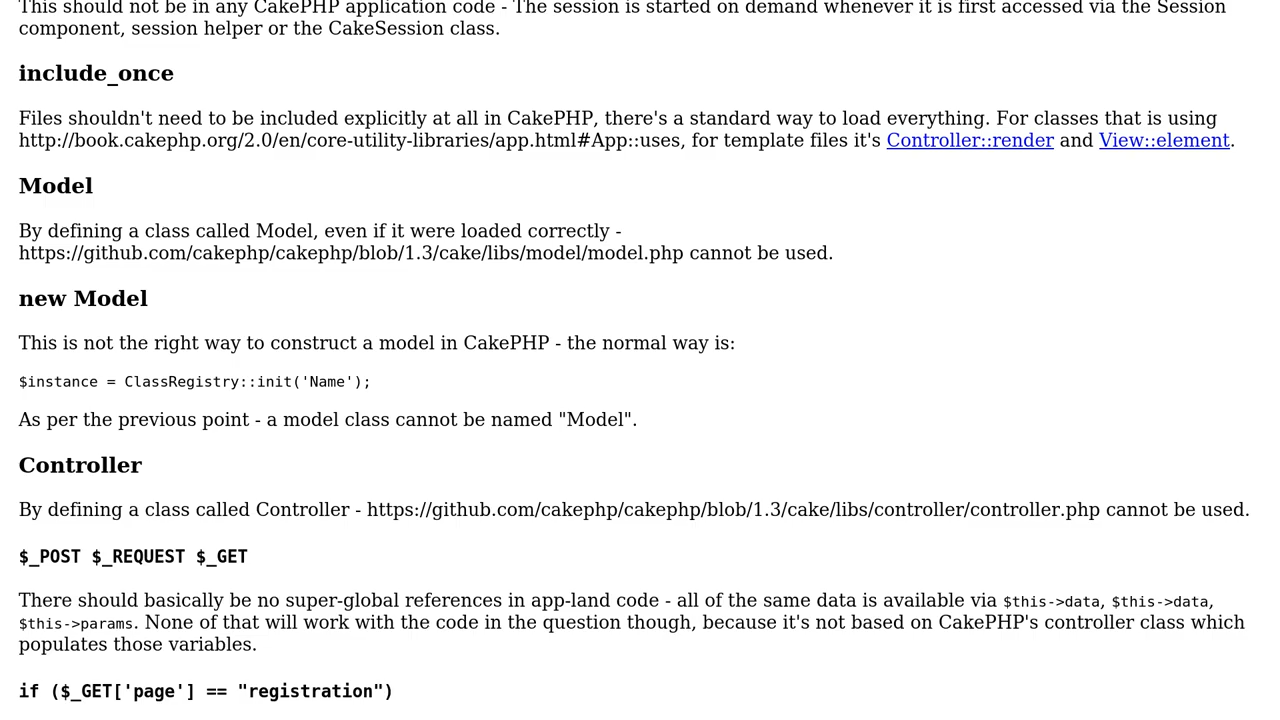 This should not be in any CakePHP application code - The session is started on demand whenever it is first accessed via the Session
component, session helper or the CakeSession class.
include_once
Files shouldn't need to be included explicitly at all in CakePHP, there's a standard way to load everything. For classes that is using
http://book.cakephp.org/2.0/en/core-utility-libraries/app.html#App::uses, for template files it's Controller::render and View::element.
Model
By defining a class called Model, even if it were loaded correctly -
https://github.com/cakephp/cakephp/blob/1.3/cake/libs/model/model.php cannot be used.
new Model
This is not the right way to construct a model in CakePHP - the normal way is:
$instance = ClassRegistry::init('Name');
As per the previous point - a model class cannot be named "Model".
Controller
By defining a class called Controller - https://github.com/cakephp/cakephp/blob/1.3/cake/libs/controller/controller.php cannot be used.
$_POST $_REQUEST $_GET
There should basically be no super-global references in app-land code - all of the same data is available via $this->data, $this->data,
$this->params. None of that will work with the code in the question though, because it's not based on CakePHP's controller class which
populates those variables.
if ($_GET['page'] == "registration")